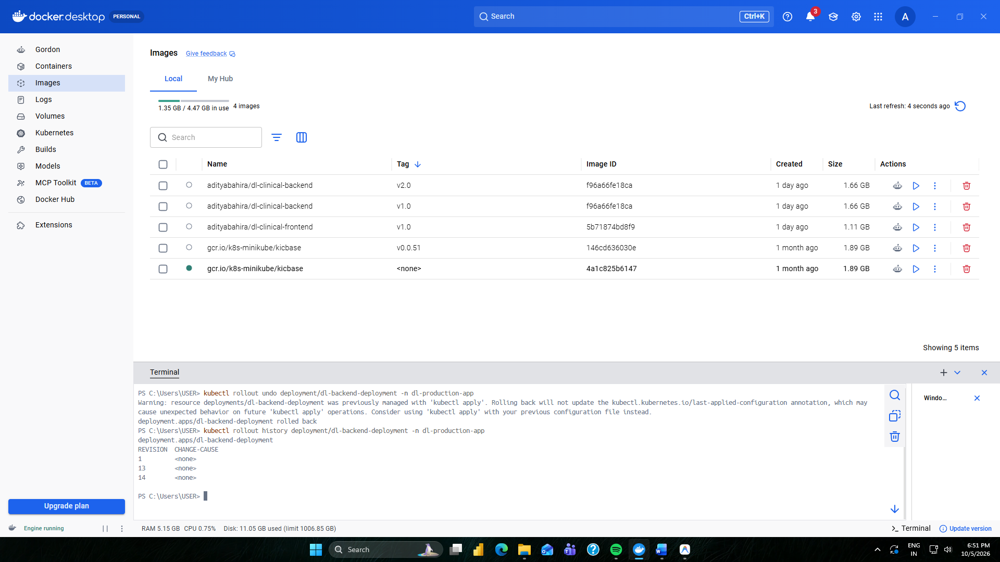 docker.desktop PERSONAL
Search Ctrl+K
3
A
Gordon
Containers
Images
Logs
Volumes
Kubernetes
Builds
Models
MCP Toolkit BETA
Docker Hub
Extensions
Upgrade plan
Images Give feedback
Local My Hub
1.35 GB / 4.47 GB in use 4 images
Last refresh: 4 seconds ago
Search
Name Tag Image ID Created Size Actions
adityabahira/dl-clinical-backend v2.0 f96a66fe18ca 1 day ago 1.66 GB
adityabahira/dl-clinical-backend v1.0 f96a66fe18ca 1 day ago 1.66 GB
adityabahira/dl-clinical-frontend v1.0 5b71874bd8f9 1 day ago 1.11 GB
gcr.io/k8s-minikube/kicbase v0.0.51 146cd636030e 1 month ago 1.89 GB
gcr.io/k8s-minikube/kicbase <none> 4a1c825b6147 1 month ago 1.89 GB
Showing 5 items
Terminal
PS C:\Users\USER> kubectl rollout undo deployment/dl-backend-deployment -n dl-production-app
Warning: resource deployments/dl-backend-deployment was previously managed with 'kubectl apply'. Rolling back will not update the kubectl.kubernetes.io/last-applied-configuration annotation, which may
cause unexpected behavior on future 'kubectl apply' operations. Consider using 'kubectl apply' with your previous configuration file instead.
deployment.apps/dl-backend-deployment rolled back
PS C:\Users\USER> kubectl rollout history deployment/dl-backend-deployment -n dl-production-app
deployment.apps/dl-backend-deployment
REVISION CHANGE-CAUSE
1 <none>
13 <none>
14 <none>
PS C:\Users\USER>
Windo...
Engine running
RAM 5.15 GB CPU 0.75% Disk: 11.05 GB used (limit 1006.85 GB)
Terminal Update version
Search
ENG
IN
6:51 PM
10/5/2026